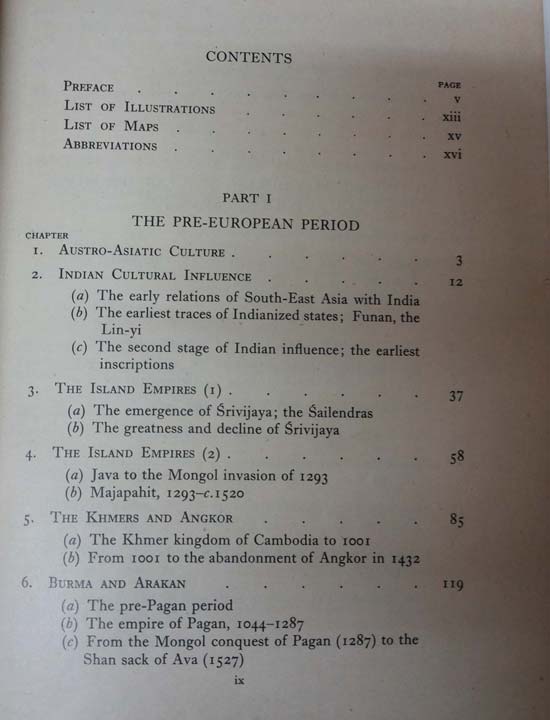 CONTENTS
PAGE
PREFACE . . . . . . . . v
LIST OF ILLUSTRATIONS . . . . . xiii
LIST OF MAPS . . . . . . . xv
ABBREVIATIONS . . . . . . . xvi
PART I
THE PRE-EUROPEAN PERIOD
CHAPTER
1. AUSTRO-ASIATIC CULTURE . . . . . . 3
2. INDIAN CULTURAL INFLUENCE . . . . . 12
(a) The early relations of South-East Asia with India
(b) The earliest traces of Indianized states; Funan, the
Lin-yi
(c) The second stage of Indian influence; the earliest
inscriptions
3. THE ISLAND EMPIRES (1) . . . . . . 37
(a) The emergence of Śrivijaya; the Śailendras
(b) The greatness and decline of Śrivijaya
4. THE ISLAND EMPIRES (2) . . . . . . 58
(a) Java to the Mongol invasion of 1293
(b) Majapahit, 1293–c.1520
5. THE KHMERS AND ANGKOR . . . . . 85
(a) The Khmer kingdom of Cambodia to 1001
(b) From 1001 to the abandonment of Angkor in 1432
6. BURMA AND ARAKAN . . . . . . 119
(a) The pre-Pagan period
(b) The empire of Pagan, 1044–1287
(c) From the Mongol conquest of Pagan (1287) to the
Shan sack of Ava (1527)
ix